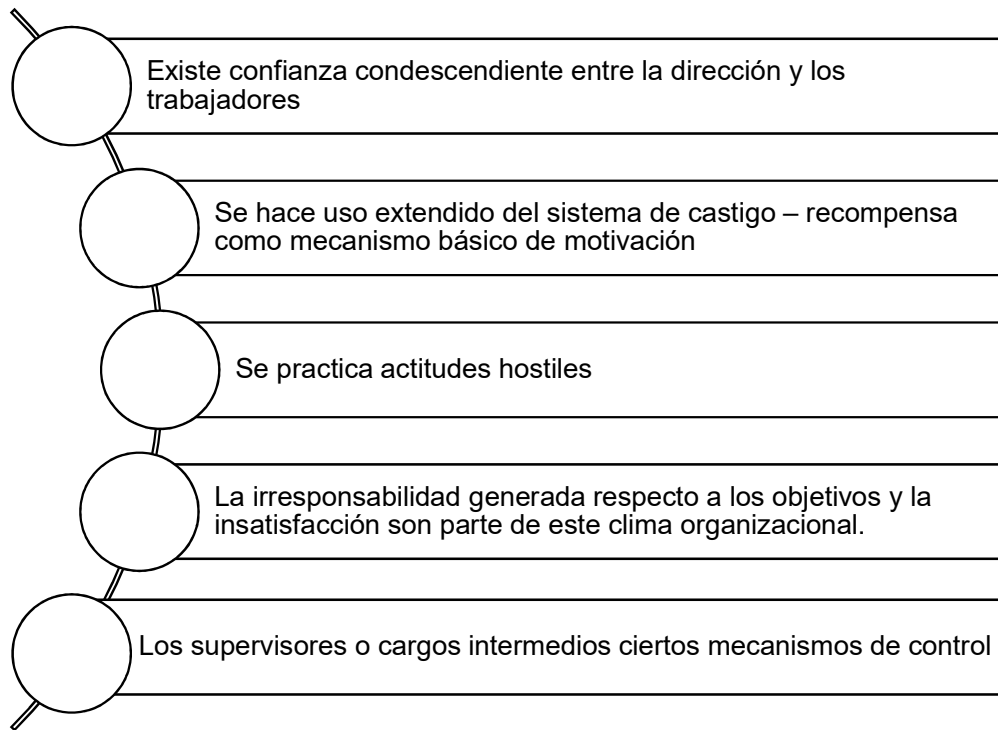 Existe confianza condescendiente entre la dirección y los
trabajadores
Se hace uso extendido del sistema de castigo – recompensa
como mecanismo básico de motivación
Se practica actitudes hostiles
La irresponsabilidad generada respecto a los objetivos y la
insatisfacción son parte de este clima organizacional.
Los supervisores o cargos intermedios ciertos mecanismos de control